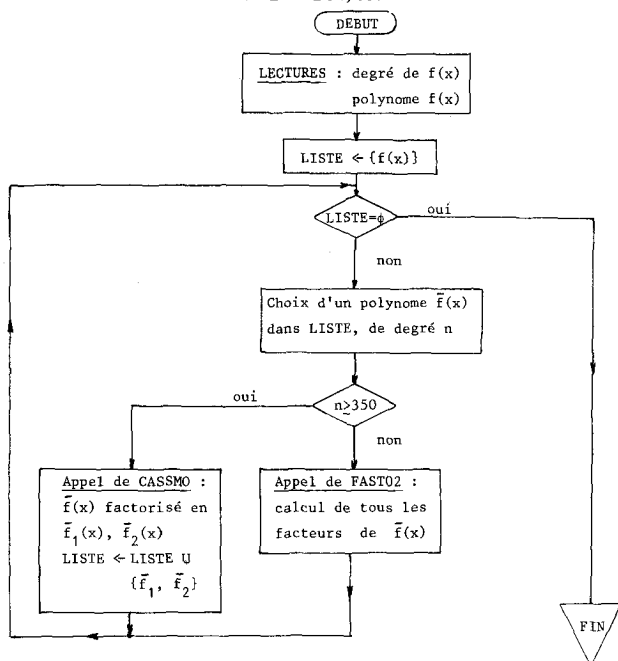 DEBUT
LECTURES : degré de f(x)
polynome f(x)
LISTE ← {f(x)}
LISTE=ϕ
oui
non
Choix d'un polynome f̄(x)
dans LISTE, de degré n
oui
n≥350
non
Appel de CASSMO :
f̄(x) factorisé en
f̄₁(x), f̄₂(x)
LISTE ← LISTE U
{f̄₁, f̄₂}
Appel de FAST02 :
calcul de tous les
facteurs de f̄(x)
FIN